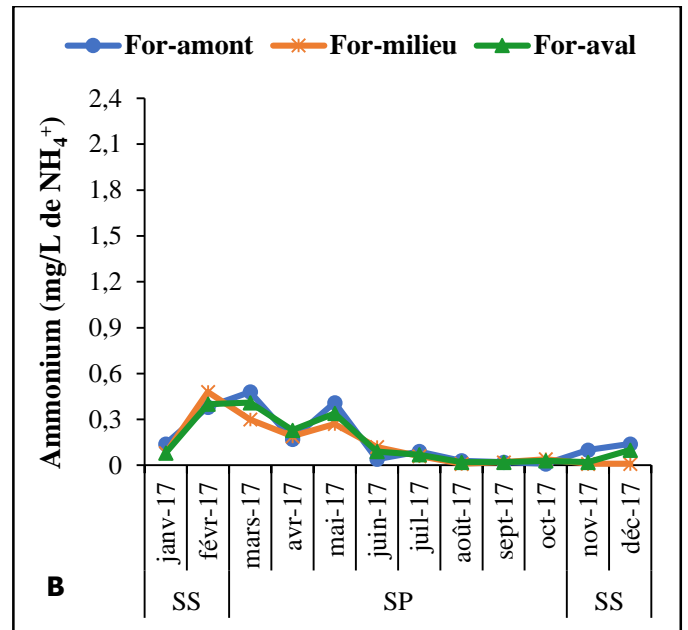 For-amont For-milieu For-aval
Ammonium (mg/L de NH₄⁺)
2,4
2,1
1,8
1,5
1,2
0,9
0,6
0,3
0
janv-17 févr-17 mars-17 avr-17 mai-17 juin-17 juil-17 août-17 sept-17 oct-17 nov-17 déc-17
B SS SP SS